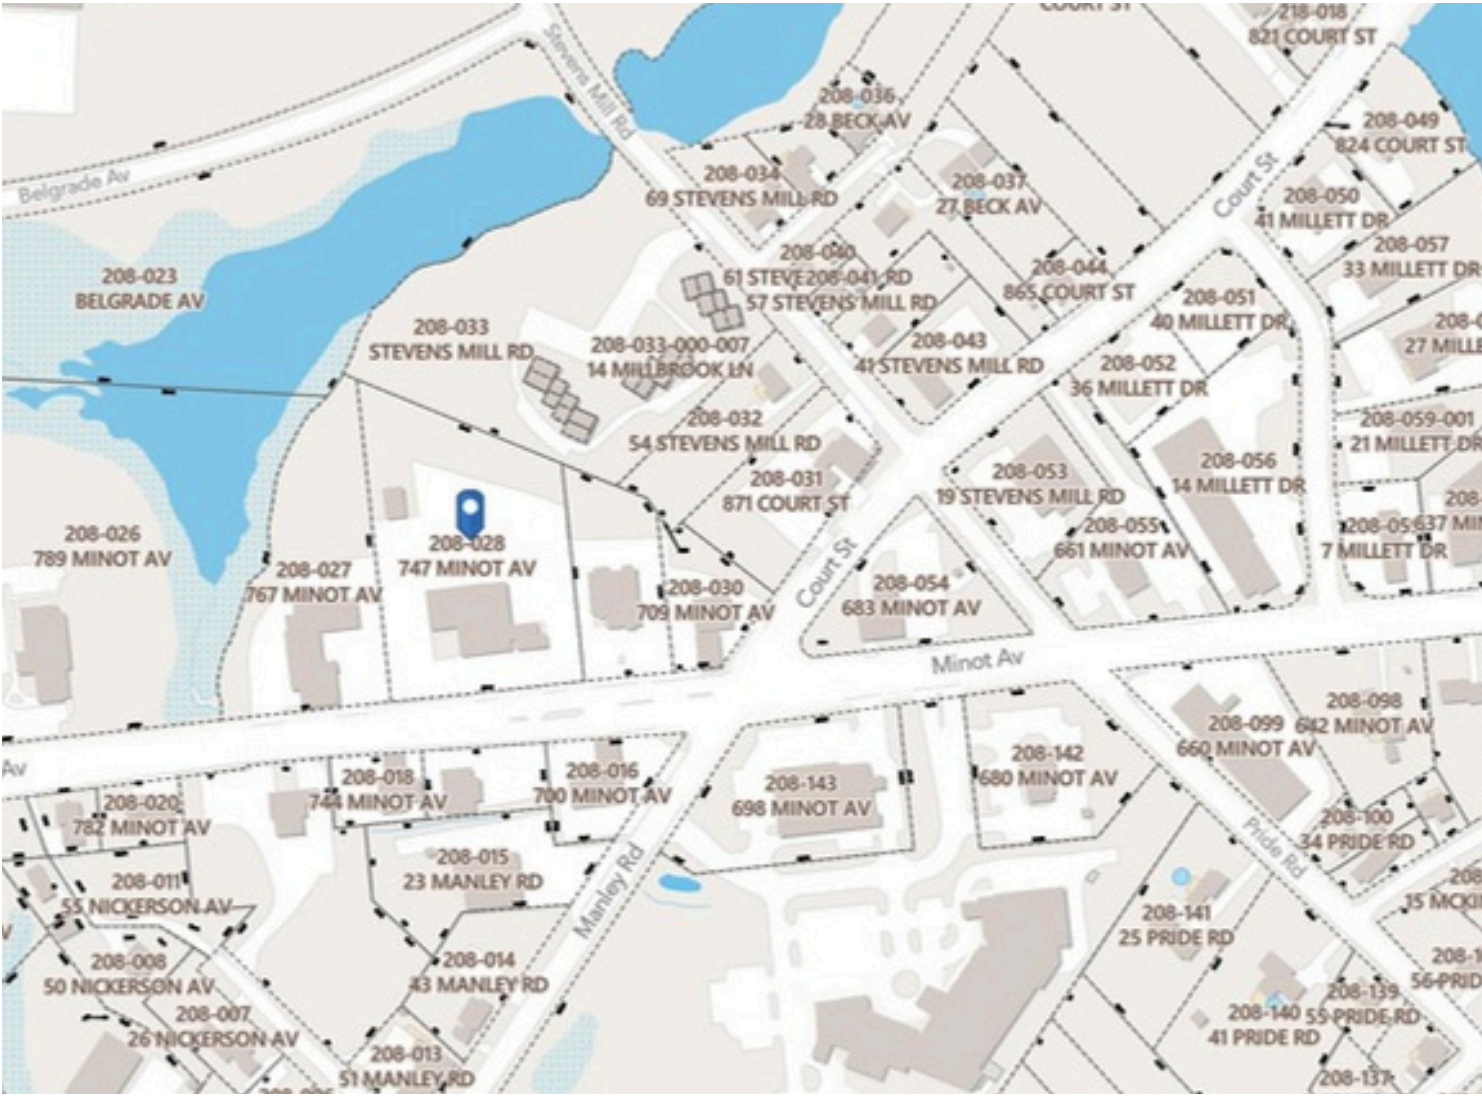 COURT ST
218-018
821 COURT ST
Stevens Mill Rd
208-036
28 BECK AV
208-049
824 COURT ST
Belgrade Av
208-034
69 STEVENS MILL RD
208-037
27 BECK AV
Court St
208-050
41 MILLETT DR
208-057
33 MILLETT DR
208-023
BELGRADE AV
208-040
61 STEVE
208-041
RD
57 STEVENS MILL RD
208-044
865 COURT ST
208-051
40 MILLETT DR
208-033
STEVENS MILL RD
208-033-000-007
14 MILLBROOK LN
208-043
41 STEVENS MILL RD
208-052
36 MILLETT DR
27 MILLE
208-032
54 STEVENS MILL RD
208-059-001
21 MILLETT DR
208-031
871 COURT ST
208-053
19 STEVENS MILL RD
208-056
14 MILLETT DR
208-026
789 MINOT AV
208-028
747 MINOT AV
208-055
661 MINOT AV
7 MILLETT DR
637 MI
208-027
767 MINOT AV
208-030
709 MINOT AV
Court St
208-054
683 MINOT AV
Minot Av
Av
208-098
642 MINOT AV
208-099
660 MINOT AV
208-020
782 MINOT AV
208-018
744 MINOT AV
208-016
700 MINOT AV
208-143
698 MINOT AV
208-142
680 MINOT AV
208-100
34 PRIDE RD
Pride Rd
208-015
23 MANLEY RD
Manley Rd
208-011
55 NICKERSON AV
15 MCKI
208-141
25 PRIDE RD
208-008
50 NICKERSON AV
208-014
43 MANLEY RD
56 PRID
208-139
55 PRIDE RD
208-007
26 NICKERSON AV
208-140
41 PRIDE RD
208-013
51 MANLEY RD
208-137